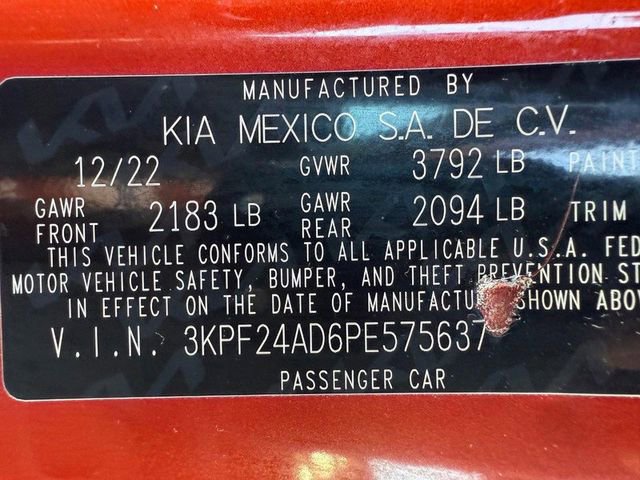 MANUFACTURED BY
KIA MEXICO S.A. DE C.V.
12/22 GVWR 3792 LB PAINT
GAWR FRONT 2183 LB GAWR REAR 2094 LB TRIM
THIS VEHICLE CONFORMS TO ALL APPLICABLE U.S.A. FED
MOTOR VEHICLE SAFETY, BUMPER, AND THEFT PREVENTION ST
IN EFFECT ON THE DATE OF MANUFACTU SHOWN ABOV
V.I.N. 3KPF24AD6PE575637
PASSENGER CAR